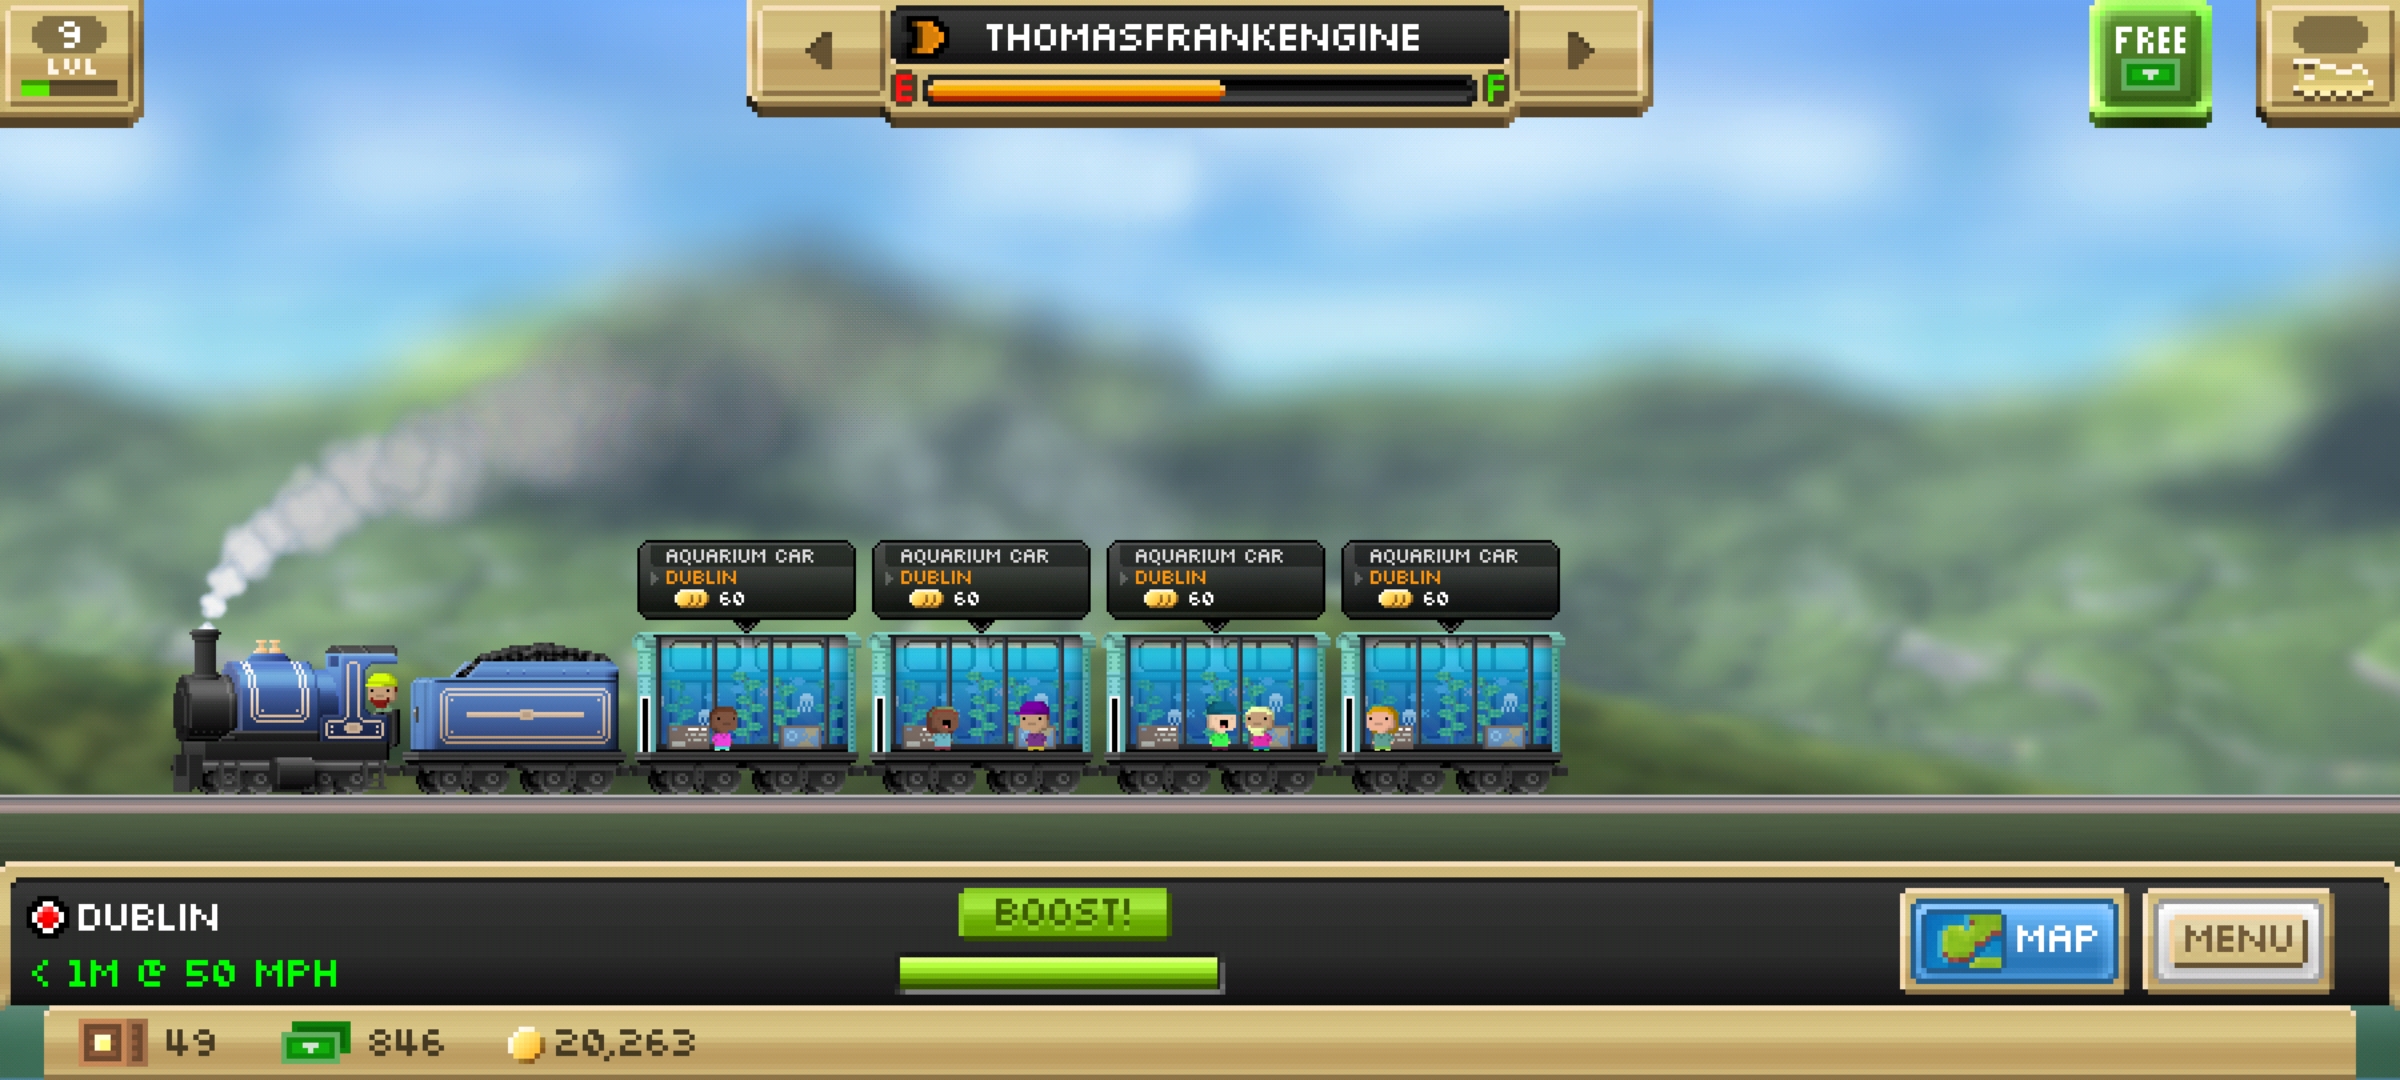 9
LVL
THOMASFRANKENGINE
E F
FREE
AQUARIUM CAR
DUBLIN
60
AQUARIUM CAR
DUBLIN
60
AQUARIUM CAR
DUBLIN
60
AQUARIUM CAR
DUBLIN
60
DUBLIN
< 1M @ 50 MPH
BOOST!
MAP
MENU
49
846
20,263